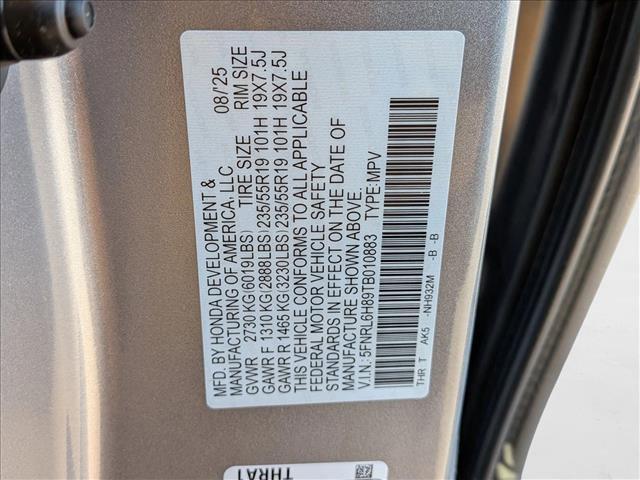 MFD. BY HONDA DEVELOPMENT & 08/'25
MANUFACTURING OF AMERICA, LLC
GVWR 2730 KG(6019LBS) TIRE SIZE RIM SIZE
GAWR F 1310 KG(2888LBS)235/55R19 101H 19X7.5J
GAWR R 1465 KG(3230LBS)235/55R19 101H 19X7.5J
THIS VEHICLE CONFORMS TO ALL APPLICABLE
FEDERAL MOTOR VEHICLE SAFETY
STANDARDS IN EFFECT ON THE DATE OF
MANUFACTURE SHOWN ABOVE.
V.I.N.: 5FNRL6H89TB010883 TYPE:MPV
THR T AK5 -NH932M -B -B
THRA1